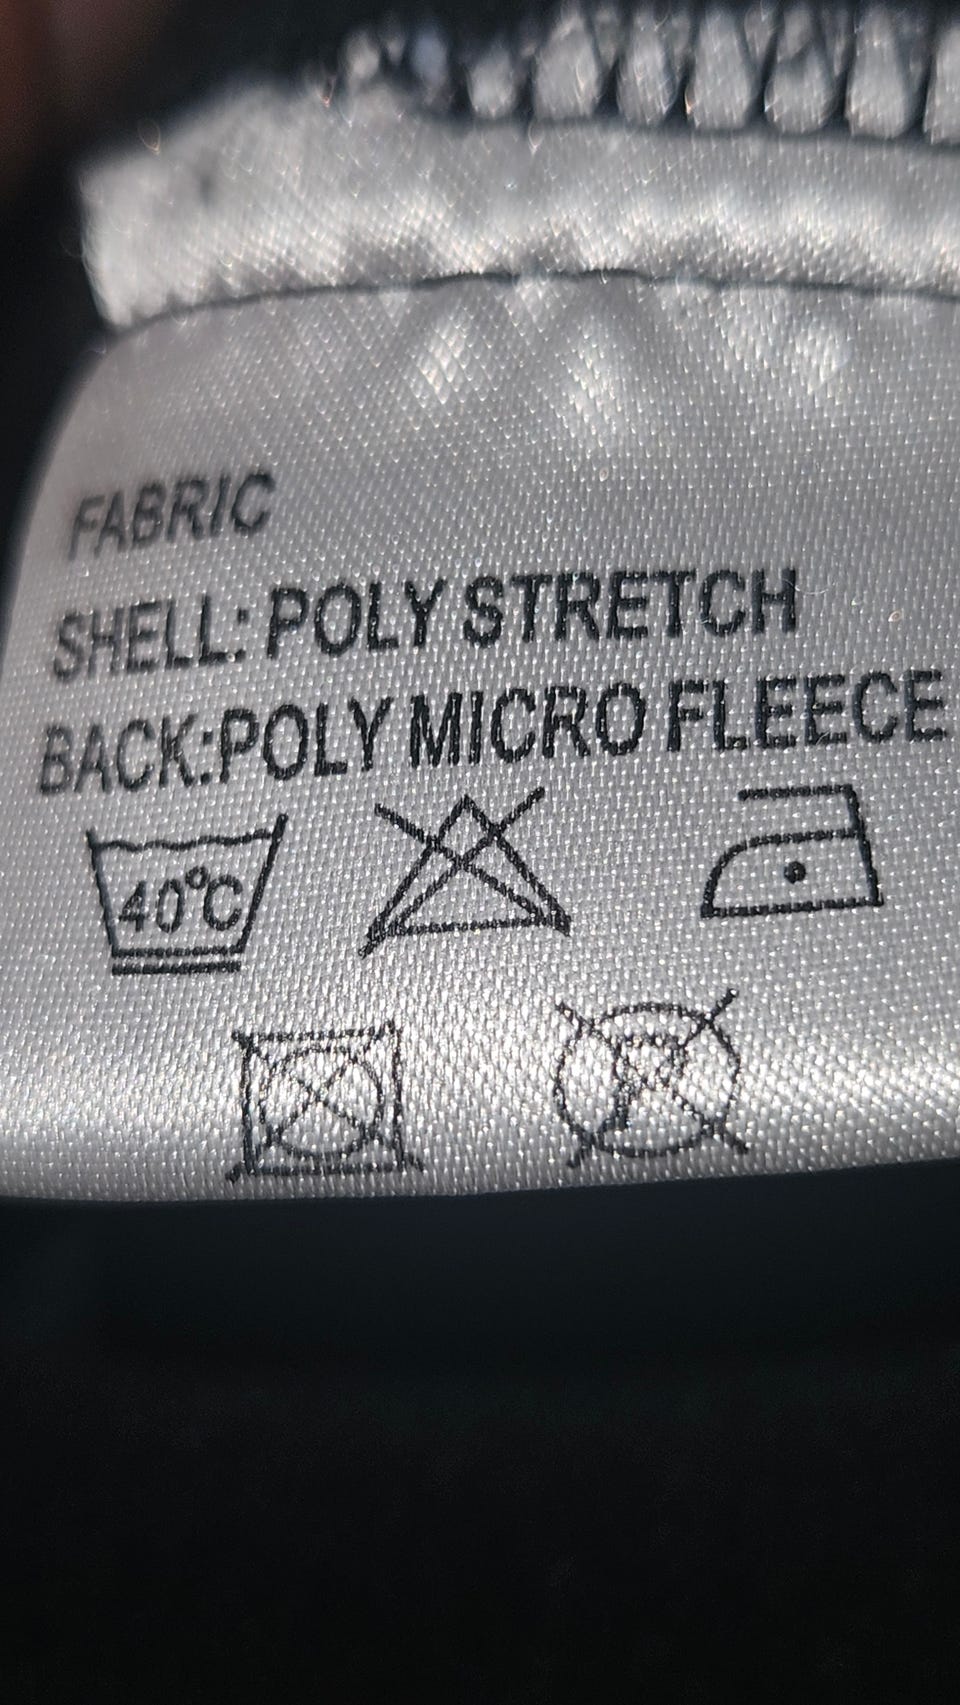 FABRIC
SHELL: POLY STRETCH
BACK:POLY MICRO FLEECE
40°C
P